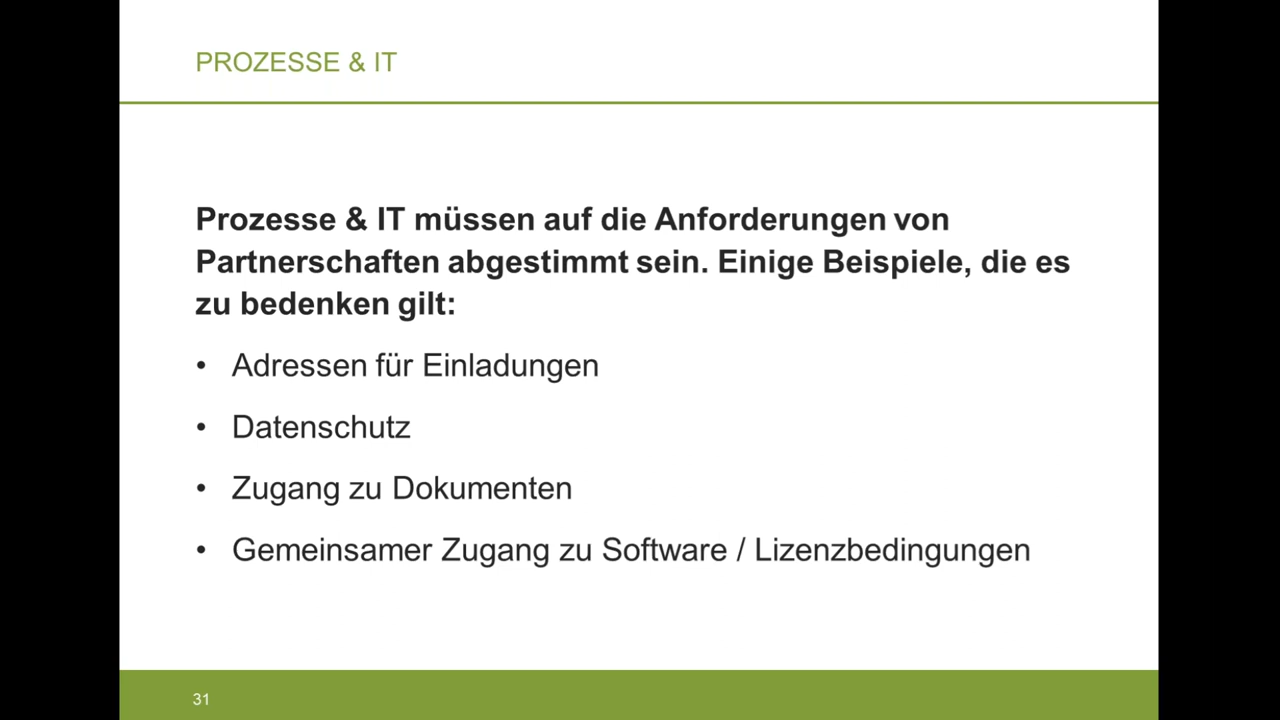 PROZESSE & IT
Prozesse & IT müssen auf die Anforderungen von
Partnerschaften abgestimmt sein. Einige Beispiele, die es
zu bedenken gilt:
• Adressen für Einladungen
• Datenschutz
• Zugang zu Dokumenten
• Gemeinsamer Zugang zu Software / Lizenzbedingungen
31